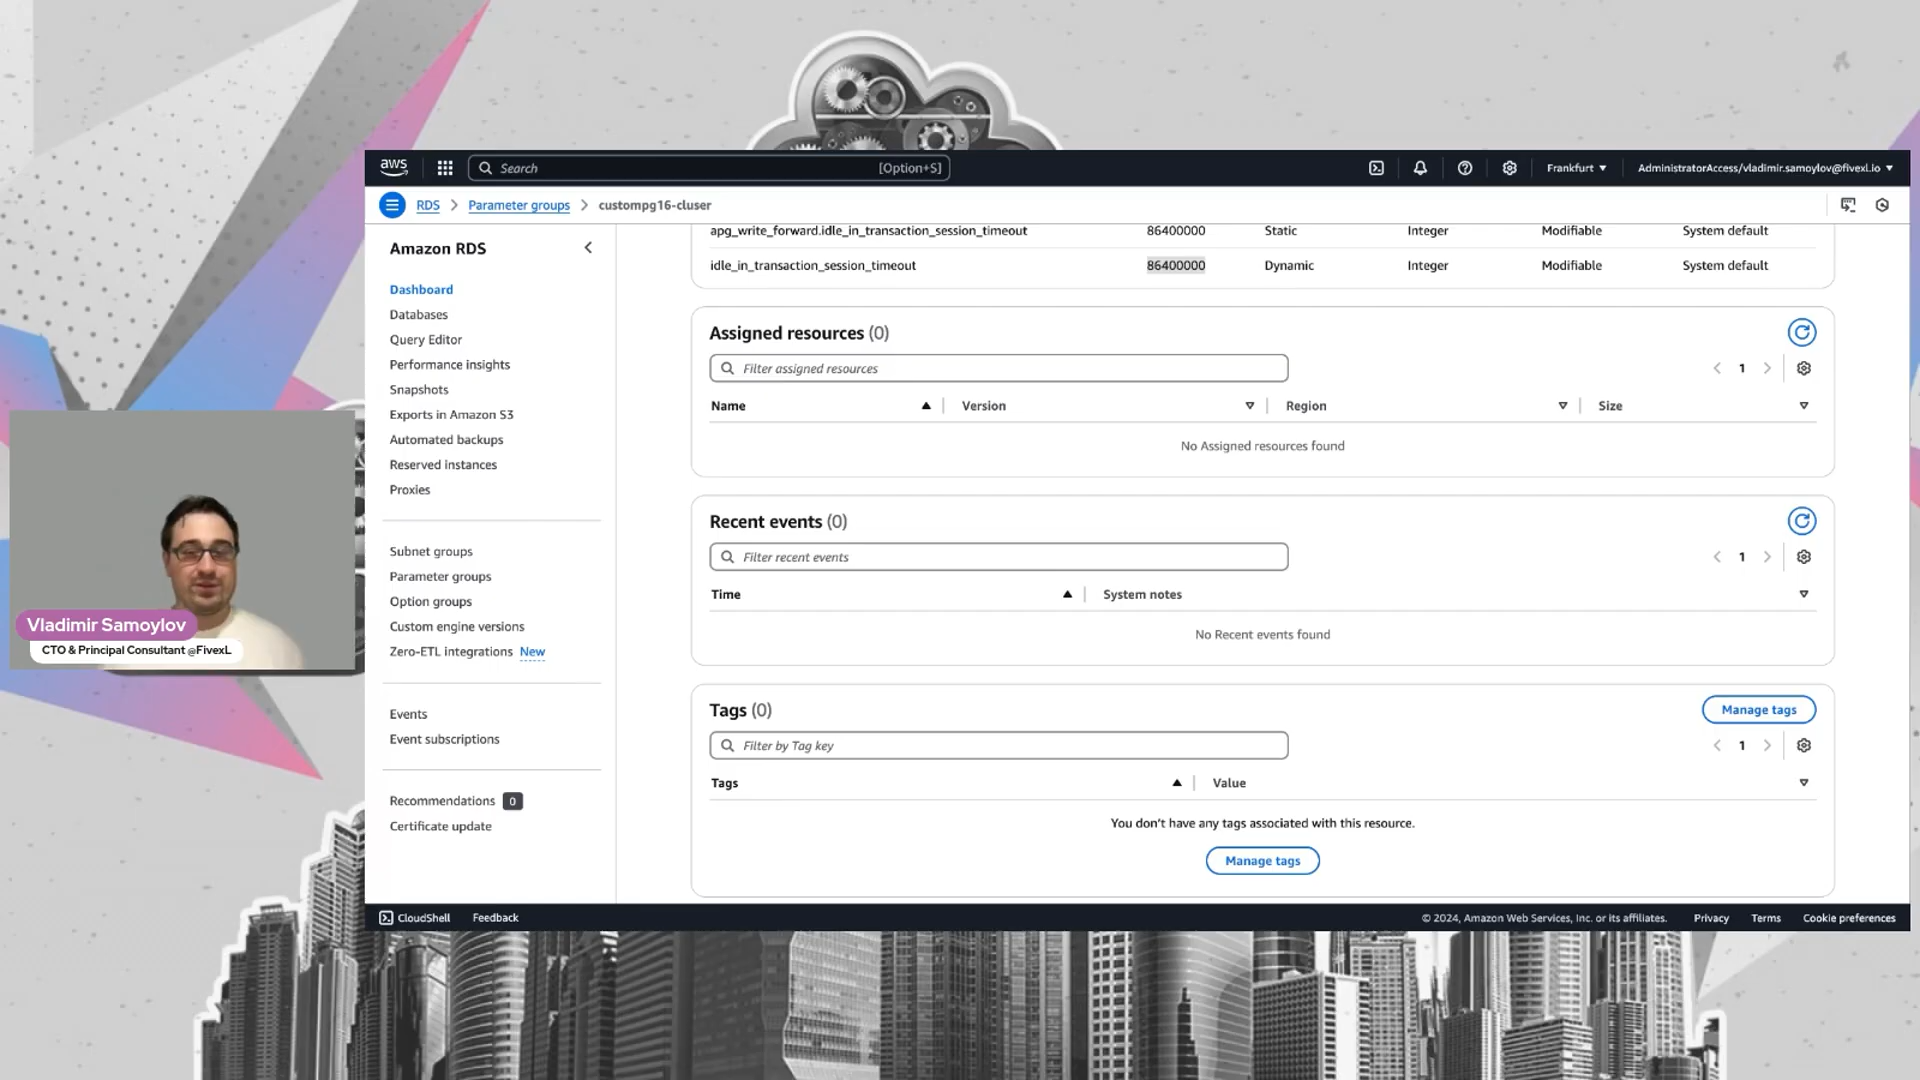 aws
Search
[Option+S]
Frankfurt
AdministratorAccess/vladimir.samoylov@fivexl.io
RDS
Parameter groups
custompg16-cluser
Amazon RDS
Dashboard
Databases
Query Editor
Performance insights
Snapshots
Exports in Amazon S3
Automated backups
Reserved instances
Proxies
Subnet groups
Parameter groups
Option groups
Custom engine versions
Zero-ETL integrations New
Events
Event subscriptions
Recommendations 0
Certificate update
apg_write_forward.idle_in_transaction_session_timeout 86400000 Static Integer Modifiable System default
idle_in_transaction_session_timeout 86400000 Dynamic Integer Modifiable System default
Assigned resources (0)
Filter assigned resources
1
Name Version Region Size
No Assigned resources found
Recent events (0)
Filter recent events
1
Time System notes
No Recent events found
Tags (0)
Manage tags
Filter by Tag key
1
Tags Value
You don't have any tags associated with this resource.
Manage tags
CloudShell Feedback
© 2024, Amazon Web Services, Inc. or its affiliates. Privacy Terms Cookie preferences
Vladimir Samoylov
CTO & Principal Consultant @FivexL